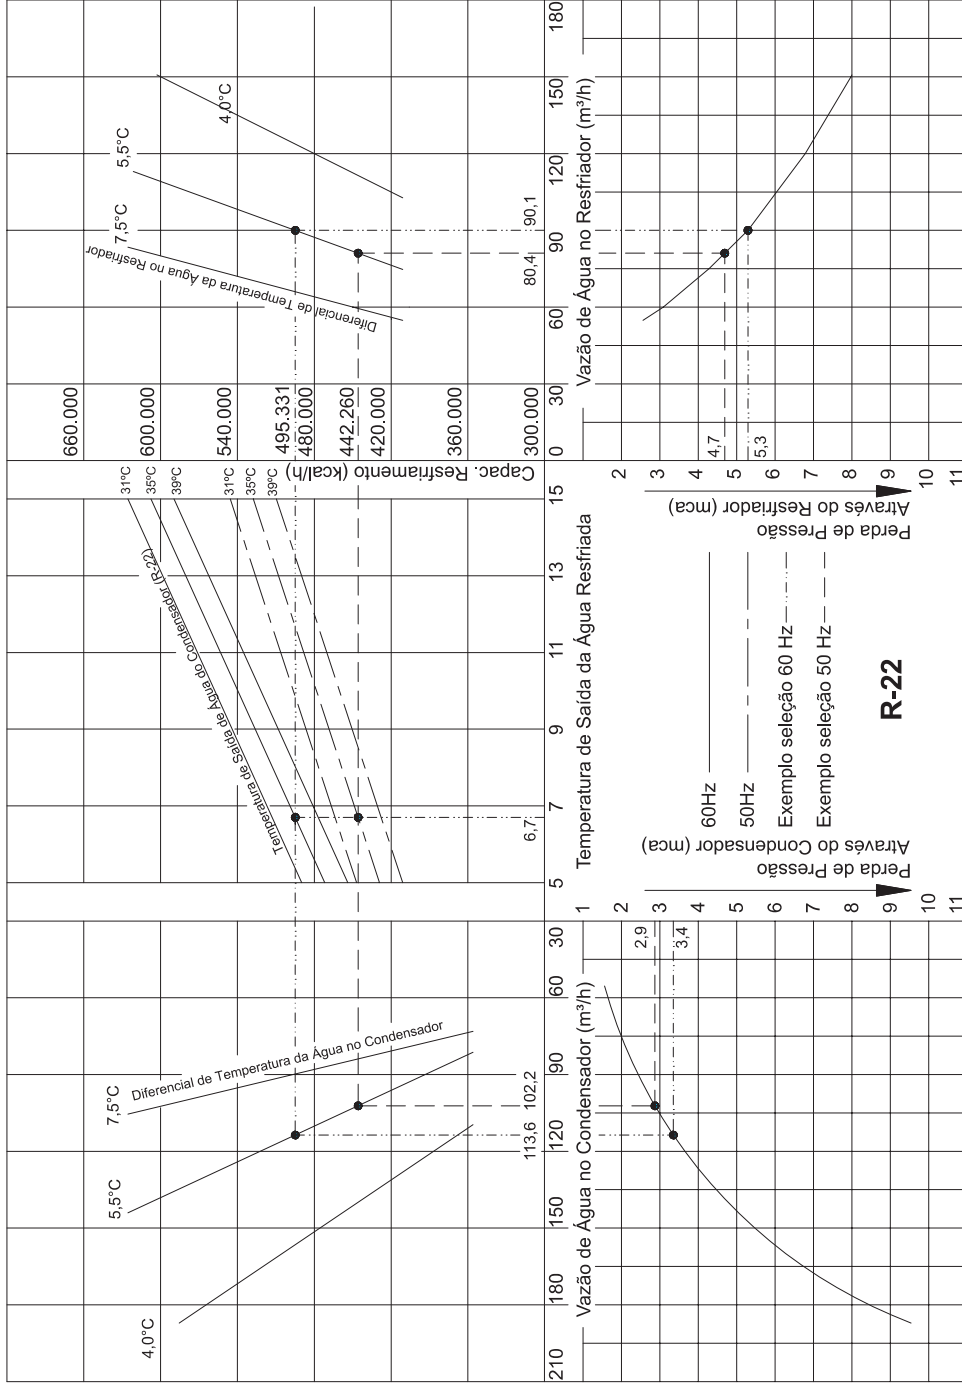 660.000
600.000
540.000
495.331
480.000
442.260
420.000
360.000
300.000
Capac. Resfriamento (kcal/h)
4,0°C
5,5°C
7,5°C
Diferencial de Temperatura da Água no Condensador
113,6
102,2
210
180
150
120
90
60
30
Vazão de Água no Condensador (m³/h)
Temperatura de Saída de Água do Condensador (R-22)
31°C
35°C
39°C
31°C
35°C
39°C
6,7
5
7
9
11
13
15
Temperatura de Saída da Água Resfriada
7,5°C
5,5°C
4,0°C
Diferencial de Temperatura da Água no Resfriador
80,4
90,1
0
30
60
90
120
150
180
Vazão de Água no Resfriador (m³/h)
1
2
3
4
5
6
7
8
9
10
11
2,9
3,4
Perda de Pressão
Através do Condensador (mca)
60Hz
50Hz
Exemplo seleção 60 Hz
Exemplo seleção 50 Hz
R-22
Perda de Pressão
Através do Resfriador (mca)
2
3
4
5
6
7
8
9
10
11
4,7
5,3